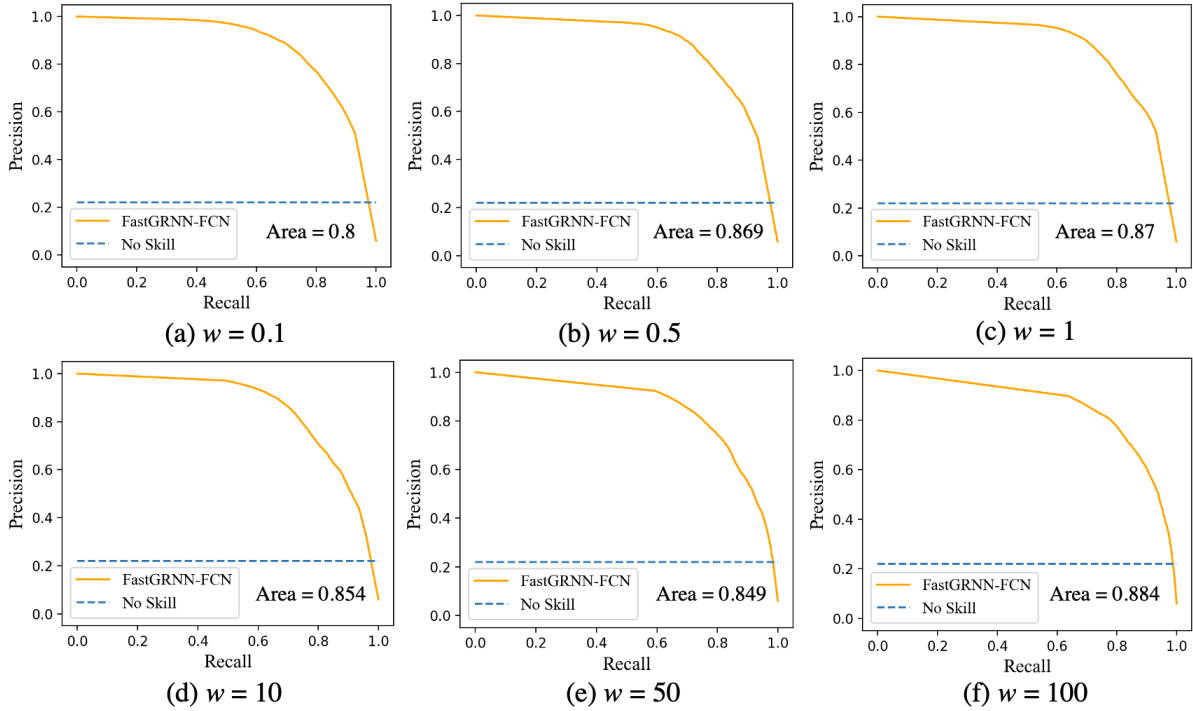 1.0
0.8
0.6
0.4
0.2
0.0
Precision
FastGRNN-FCN
No Skill
Area = 0.8
0.0 0.2 0.4 0.6 0.8 1.0
Recall
(a) w = 0.1
1.0
0.8
0.6
0.4
0.2
0.0
Precision
FastGRNN-FCN
No Skill
Area = 0.869
0.0 0.2 0.4 0.6 0.8 1.0
Recall
(b) w = 0.5
1.0
0.8
0.6
0.4
0.2
0.0
Precision
FastGRNN-FCN
No Skill
Area = 0.87
0.0 0.2 0.4 0.6 0.8 1.0
Recall
(c) w = 1
1.0
0.8
0.6
0.4
0.2
0.0
Precision
FastGRNN-FCN
No Skill
Area = 0.854
0.0 0.2 0.4 0.6 0.8 1.0
Recall
(d) w = 10
1.0
0.8
0.6
0.4
0.2
0.0
Precision
FastGRNN-FCN
No Skill
Area = 0.849
0.0 0.2 0.4 0.6 0.8 1.0
Recall
(e) w = 50
1.0
0.8
0.6
0.4
0.2
0.0
Precision
FastGRNN-FCN
No Skill
Area = 0.884
0.0 0.2 0.4 0.6 0.8 1.0
Recall
(f) w = 100